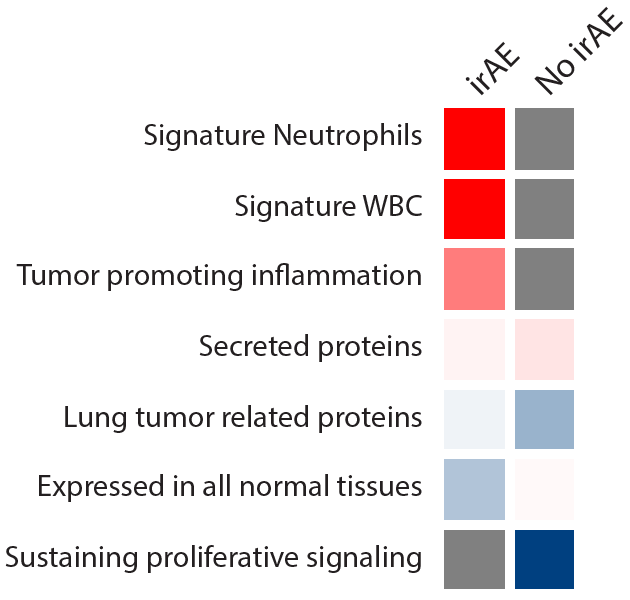 irAE
No irAE
Signature Neutrophils
Signature WBC
Tumor promoting inflammation
Secreted proteins
Lung tumor related proteins
Expressed in all normal tissues
Sustaining proliferative signaling